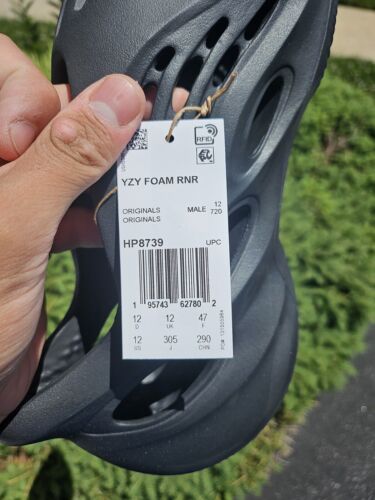 RFID
YZY FOAM RNR
12
ORIGINALS MALE 720
ORIGINALS
HP8739 UPC
1 95743 62780 2
12 12 47
D UK F
12 305 290
US J CHN